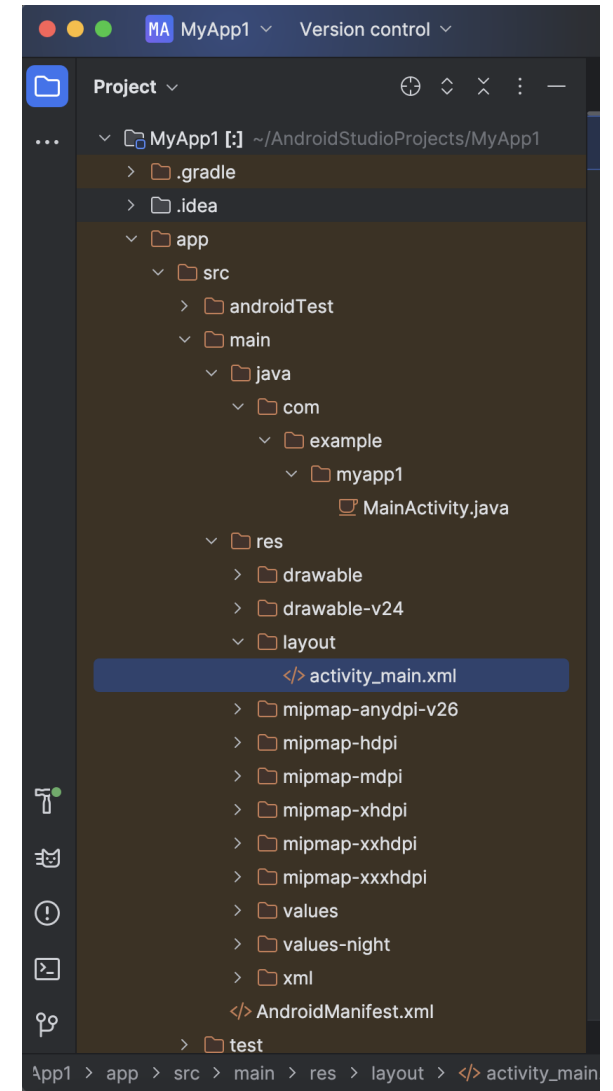 MA MyApp1 Version control
Project
MyApp1 [:] ~/AndroidStudioProjects/MyApp1
.gradle
.idea
app
src
androidTest
main
java
com
example
myapp1
MainActivity.java
res
drawable
drawable-v24
layout
</> activity_main.xml
mipmap-anydpi-v26
mipmap-hdpi
mipmap-mdpi
mipmap-xhdpi
mipmap-xxhdpi
mipmap-xxxhdpi
values
values-night
xml
</> AndroidManifest.xml
test
App1 > app > src > main > res > layout > </> activity_main